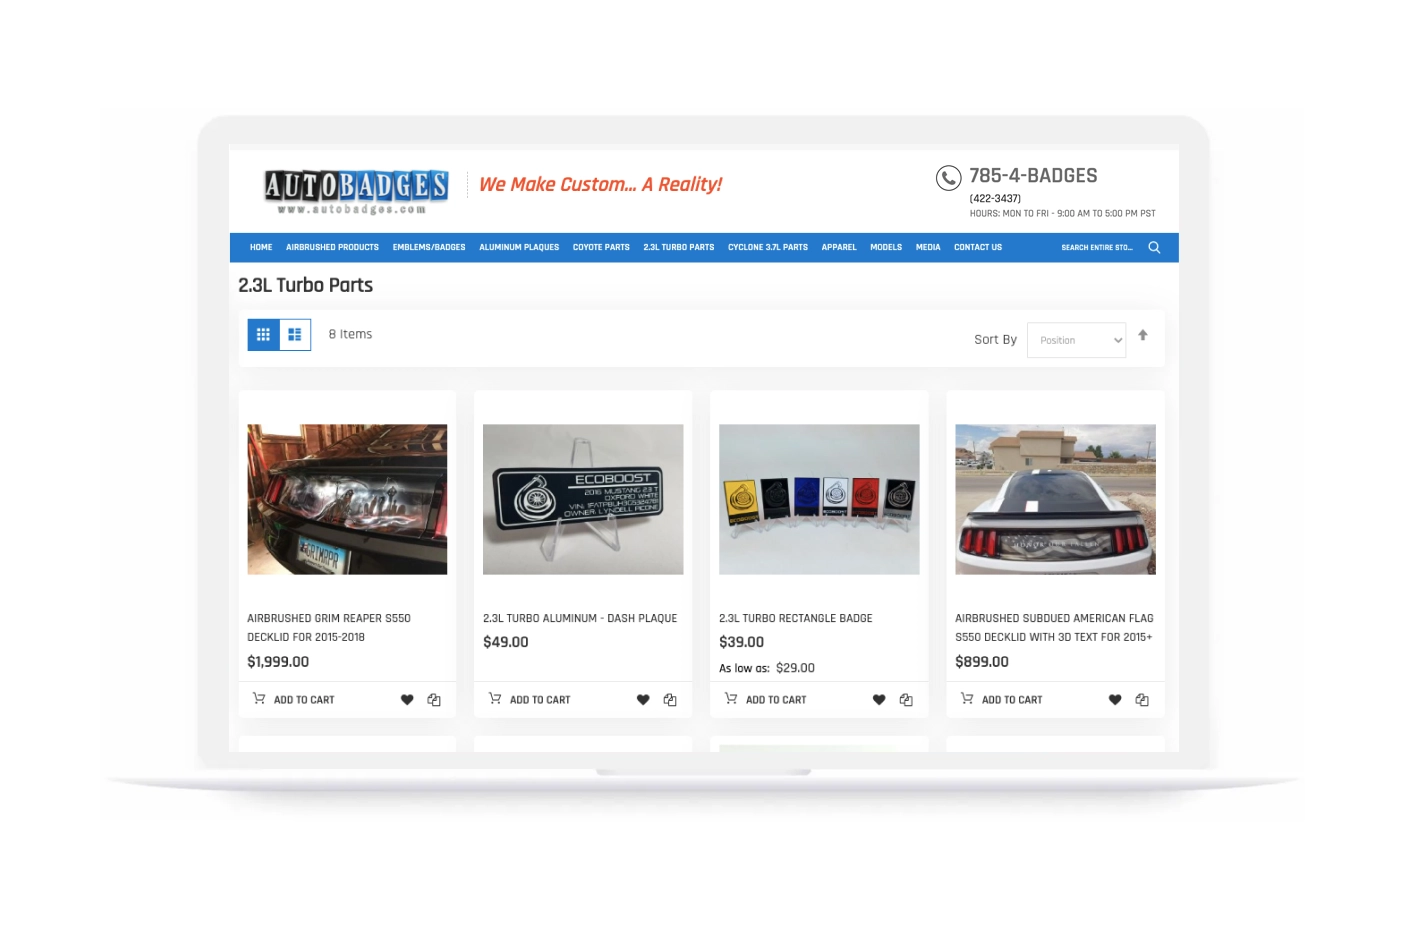 AUTOBADGES
www.autobadges.com
We Make Custom... A Reality!
785-4-BADGES
(422-3437)
HOURS: MON TO FRI - 9:00 AM TO 5:00 PM PST
HOME AIRBRUSHED PRODUCTS EMBLEMS/BADGES ALUMINUM PLAQUES COYOTE PARTS 2.3L TURBO PARTS CYCLONE 3.7L PARTS APPAREL MODELS MEDIA CONTACT US SEARCH ENTIRE STO...
2.3L Turbo Parts
8 Items
Sort By Position
GRIMRPR
ECOBOOST
2016 MUSTANG 2.3 T
OXFORD WHITE
OWNER: LYNDELL PICONE
AIRBRUSHED GRIM REAPER S550
DECKLID FOR 2015-2018
$1,999.00
ADD TO CART
2.3L TURBO ALUMINUM - DASH PLAQUE
$49.00
ADD TO CART
2.3L TURBO RECTANGLE BADGE
$39.00
As low as: $29.00
ADD TO CART
AIRBRUSHED SUBDUED AMERICAN FLAG
S550 DECKLID WITH 3D TEXT FOR 2015+
$899.00
ADD TO CART